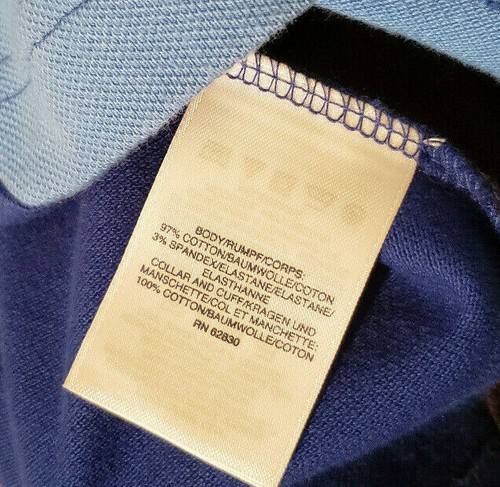 BODY/RUMPF/CORPS:
97% COTTON/BAUMWOLLE/COTON
3% SPANDEX/ELASTANE/ELASTANE/
ELASTHANNE
COLLAR AND CUFF/KRAGEN UND
MANSCHETTE/COL ET MANCHETTE:
100% COTTON/BAUMWOLLE/COTON
RN 62830